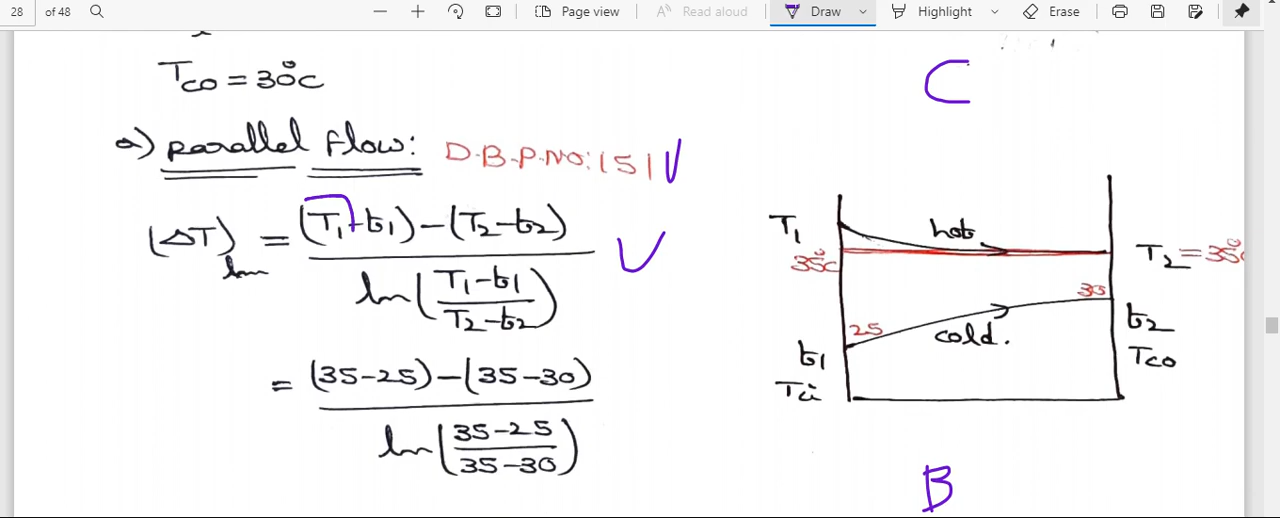 28 of 48 Page view Read aloud Draw Highlight Erase
Tco = 30°C
C
a) parallel flow: D.B.P.NO:(5)
(ΔT)lm = (T1-t1)-(T2-t2) / ln(T1-t1 / T2-t2)
= (35-25)-(35-30) / ln(35-25 / 35-30)
T1 hot T2 = 35°C
35°C
30
25 cold. t2
t1 Tco
Tci
B